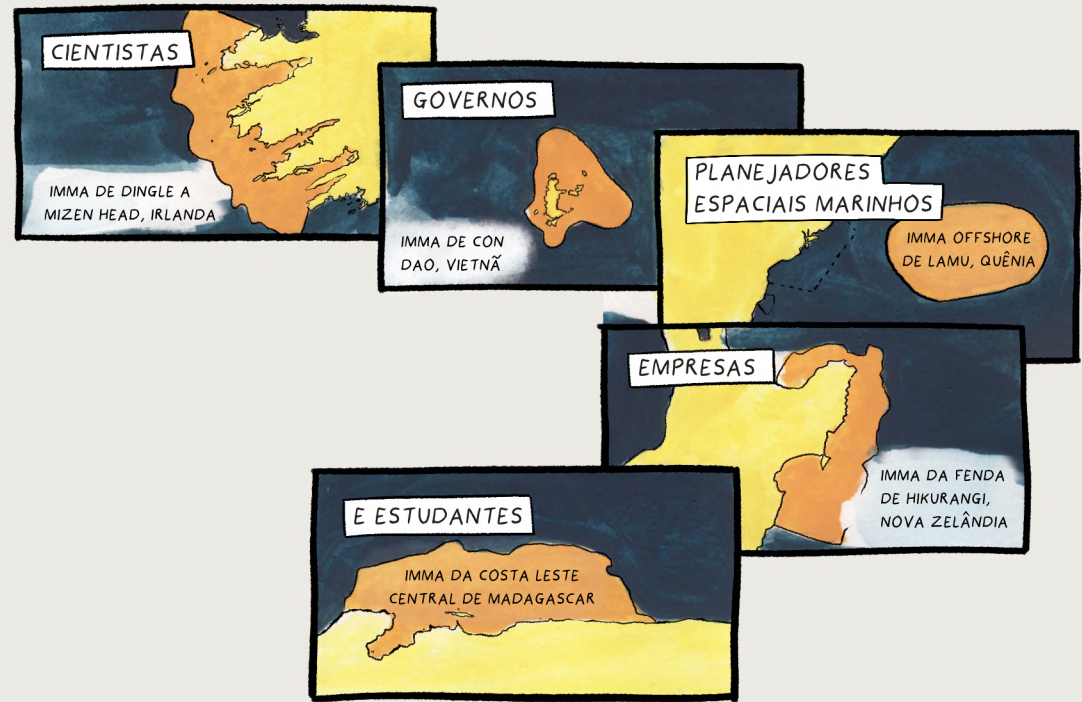 CIENTISTAS
IMMA DE DINGLE A
MIZEN HEAD, IRLANDA
GOVERNOS
IMMA DE CON
DAO, VIETNÃ
PLANEJADORES
ESPACIAIS MARINHOS
IMMA OFFSHORE
DE LAMU, QUÊNIA
EMPRESAS
IMMA DA FENDA
DE HIKURANGI,
NOVA ZELÂNDIA
E ESTUDANTES
IMMA DA COSTA LESTE
CENTRAL DE MADAGASCAR